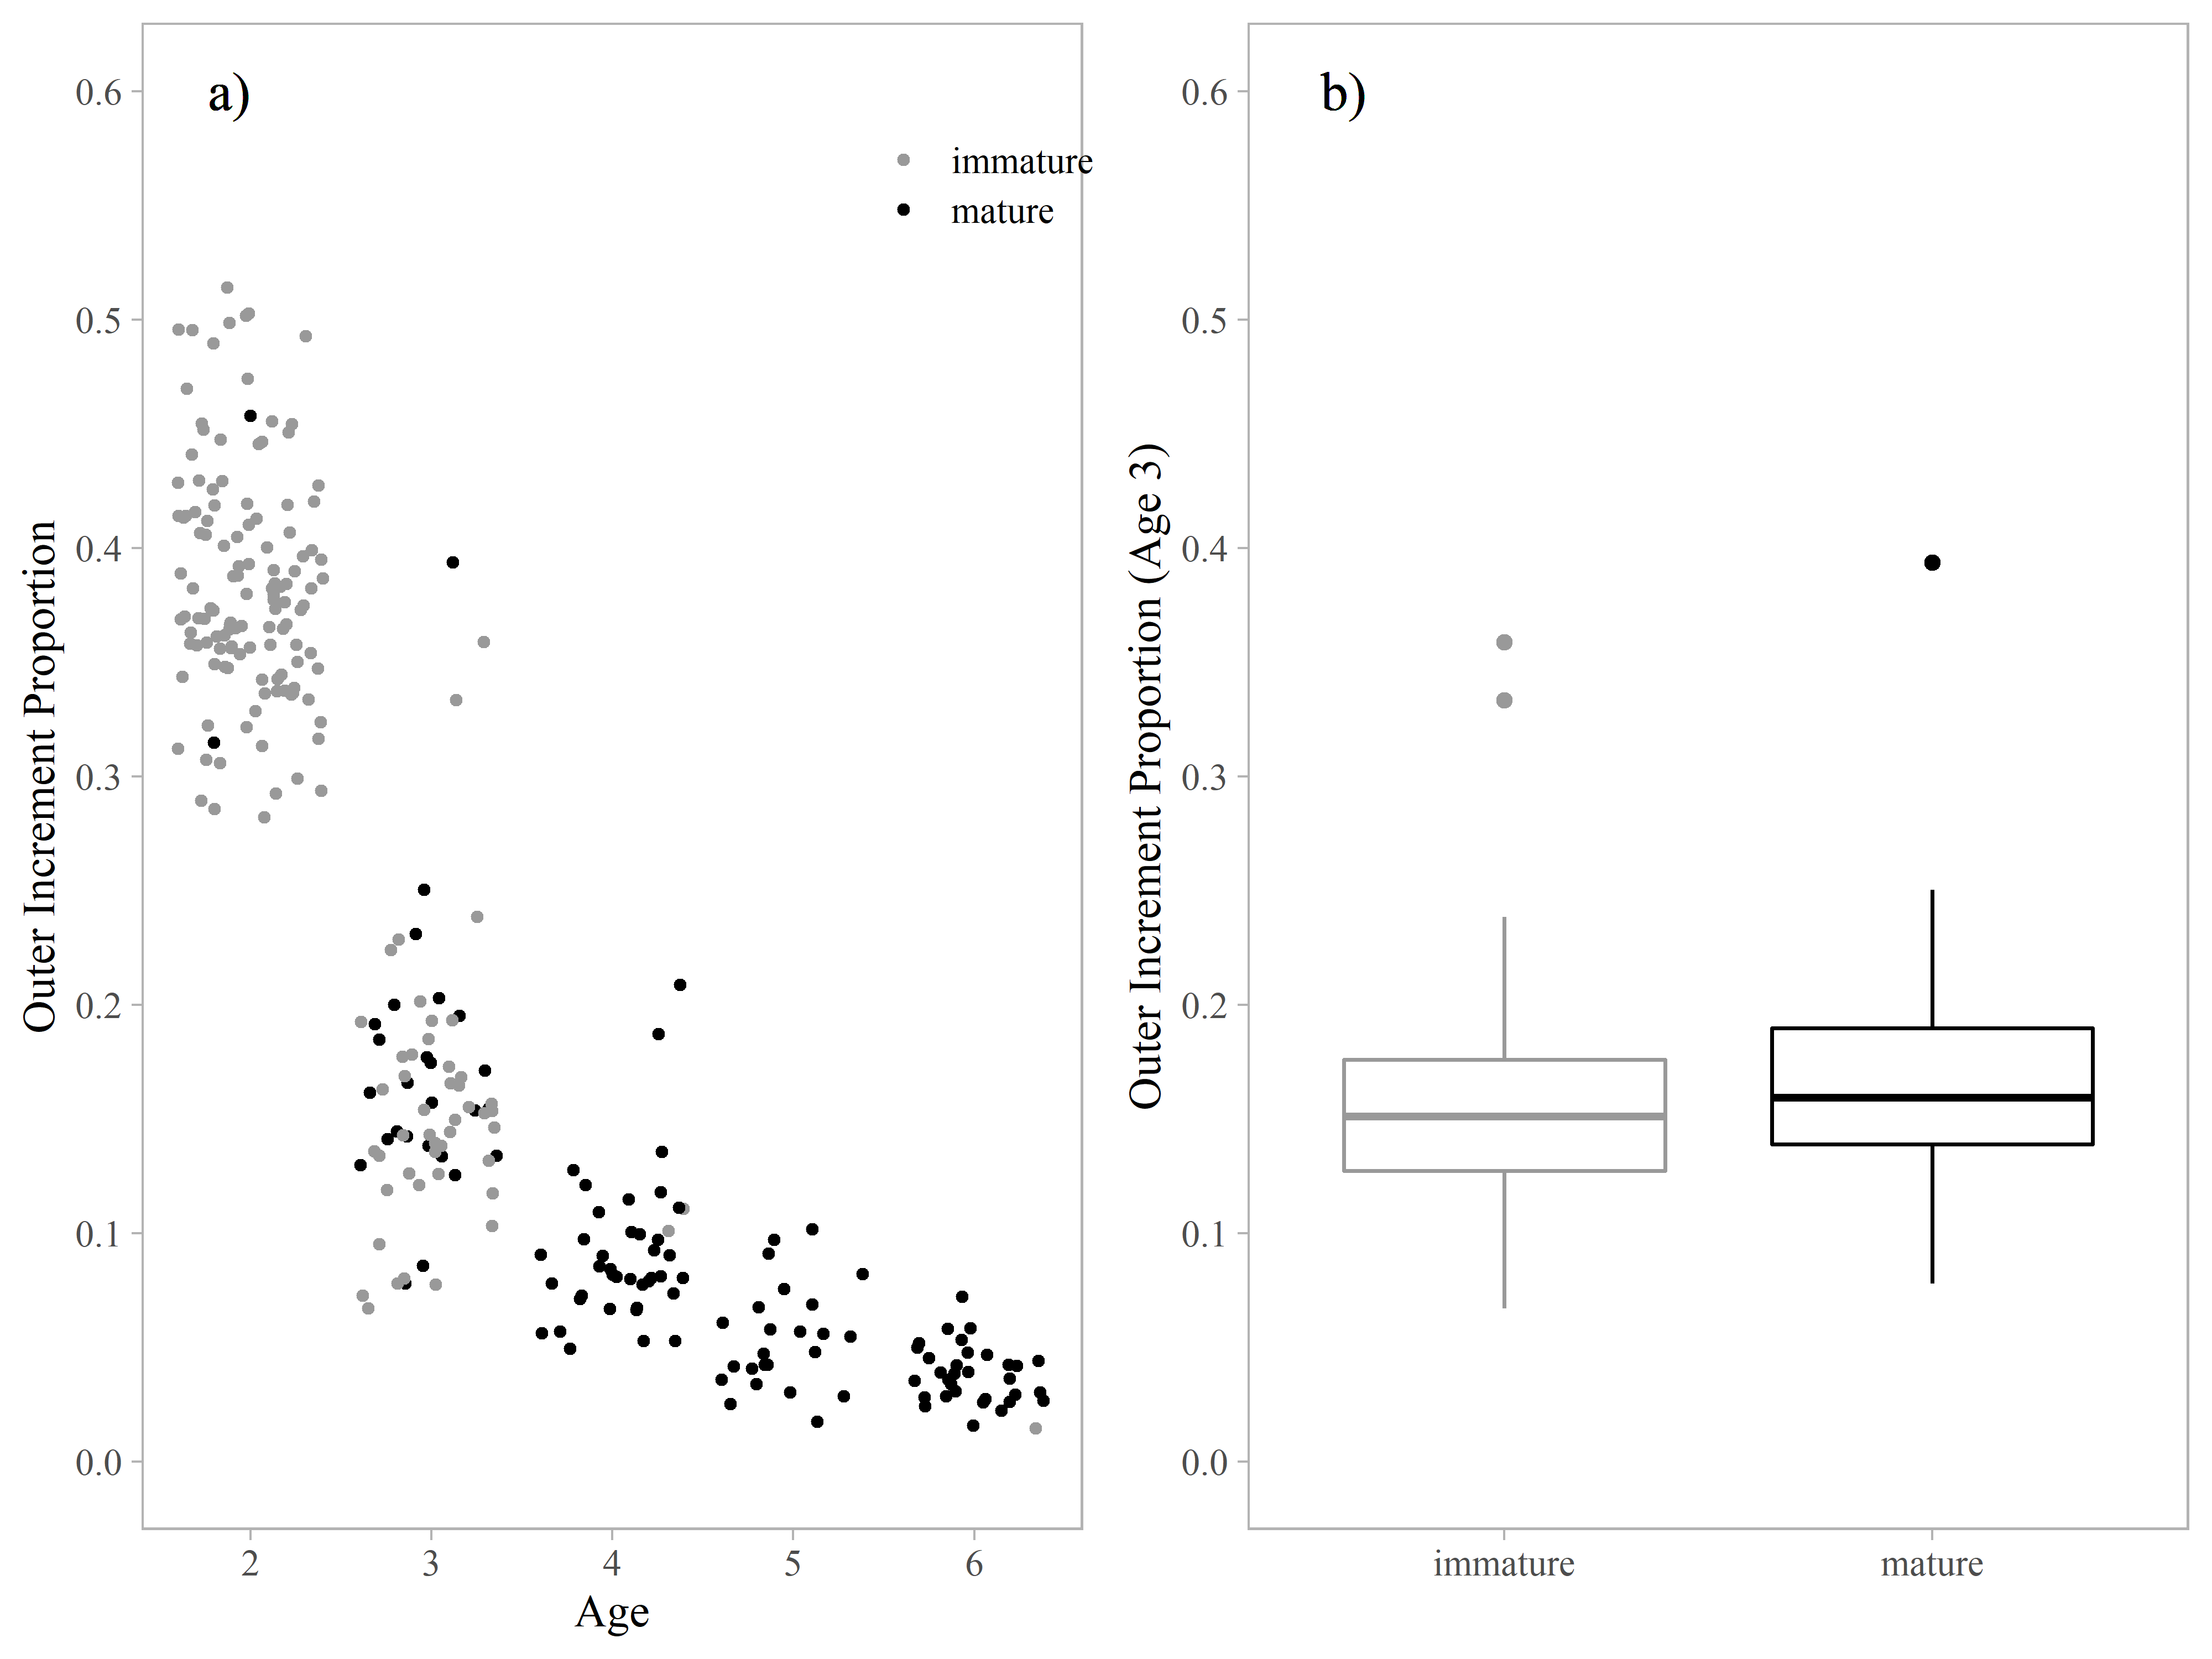 a)
immature
mature
Outer Increment Proportion
0.6
0.5
0.4
0.3
0.2
0.1
0.0
2 3 4 5 6
Age
b)
Outer Increment Proportion (Age 3)
0.6
0.5
0.4
0.3
0.2
0.1
0.0
immature mature